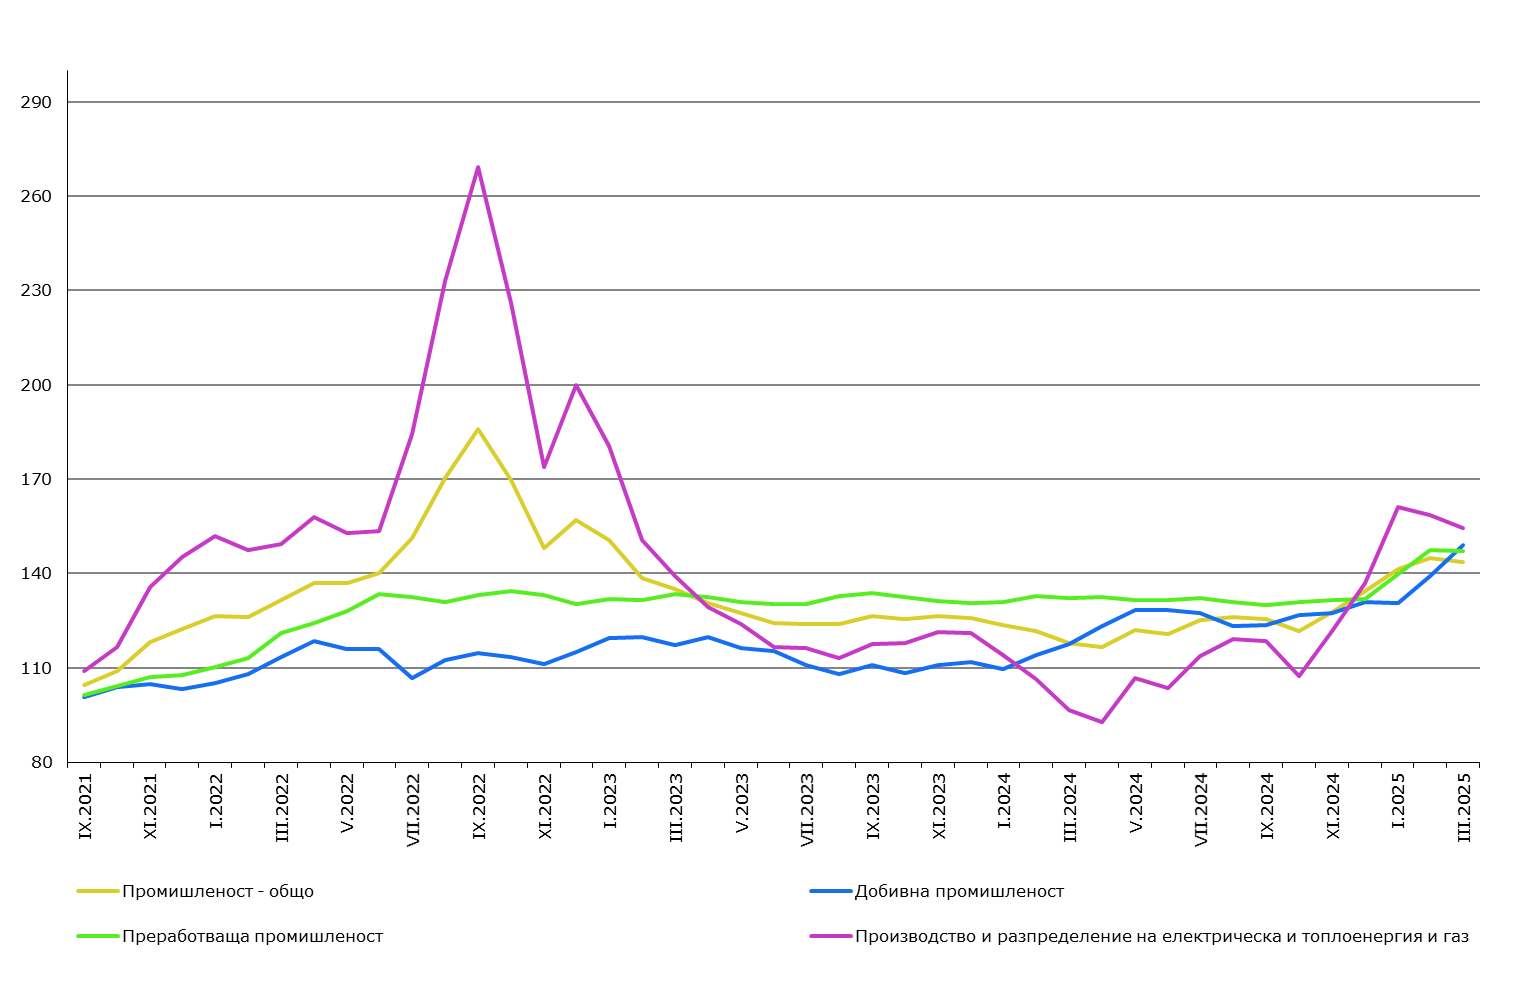 290
260
230
200
170
140
110
80
IX.2021
XI.2021
I.2022
III.2022
V.2022
VII.2022
IX.2022
XI.2022
I.2023
III.2023
V.2023
VII.2023
IX.2023
XI.2023
I.2024
III.2024
V.2024
VII.2024
IX.2024
XI.2024
I.2025
III.2025
Промишленост - общо
Добивна промишленост
Преработваща промишленост
Производство и разпределение на електрическа и топлоенергия и газ